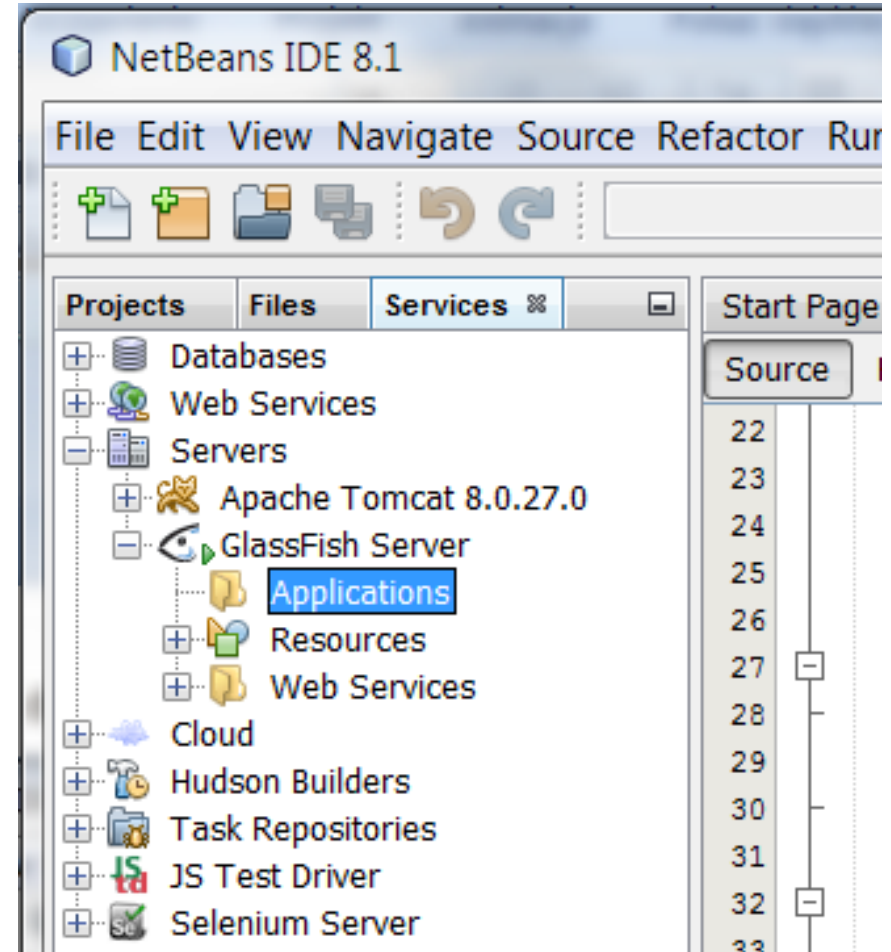 NetBeans IDE 8.1
File Edit View Navigate Source Refactor Run
Projects Files Services
Start Page
Source
Databases
Web Services
Servers
Apache Tomcat 8.0.27.0
GlassFish Server
Applications
Resources
Web Services
Cloud
Hudson Builders
Task Repositories
JS Test Driver
Selenium Server
22
23
24
25
26
27
28
29
30
31
32
33